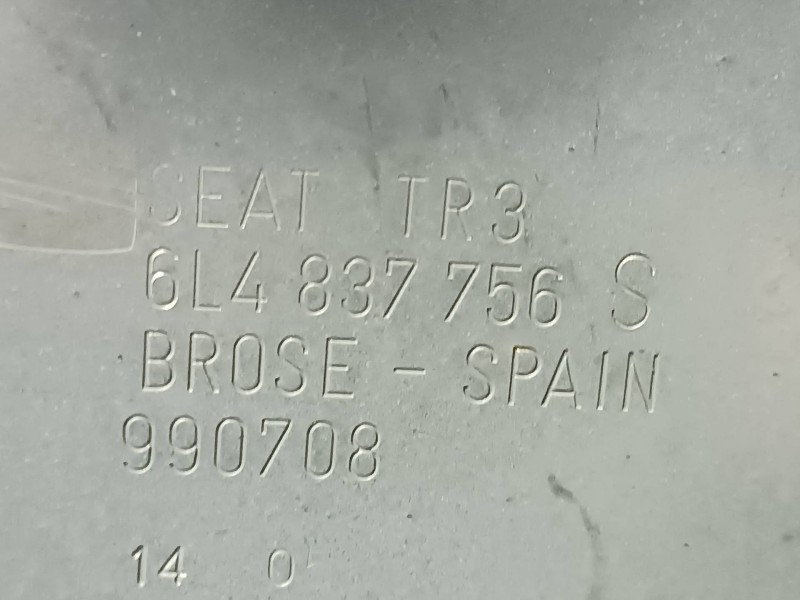 SEAT TR3
6L4 837 756 S
BROSE - SPAIN
990708
14 0